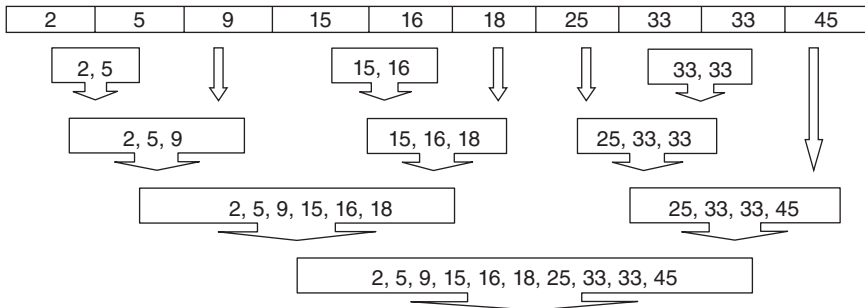 2 5 9 15 16 18 25 33 33 45
2, 5 15, 16 33, 33
2, 5, 9 15, 16, 18 25, 33, 33
2, 5, 9, 15, 16, 18 25, 33, 33, 45
2, 5, 9, 15, 16, 18, 25, 33, 33, 45